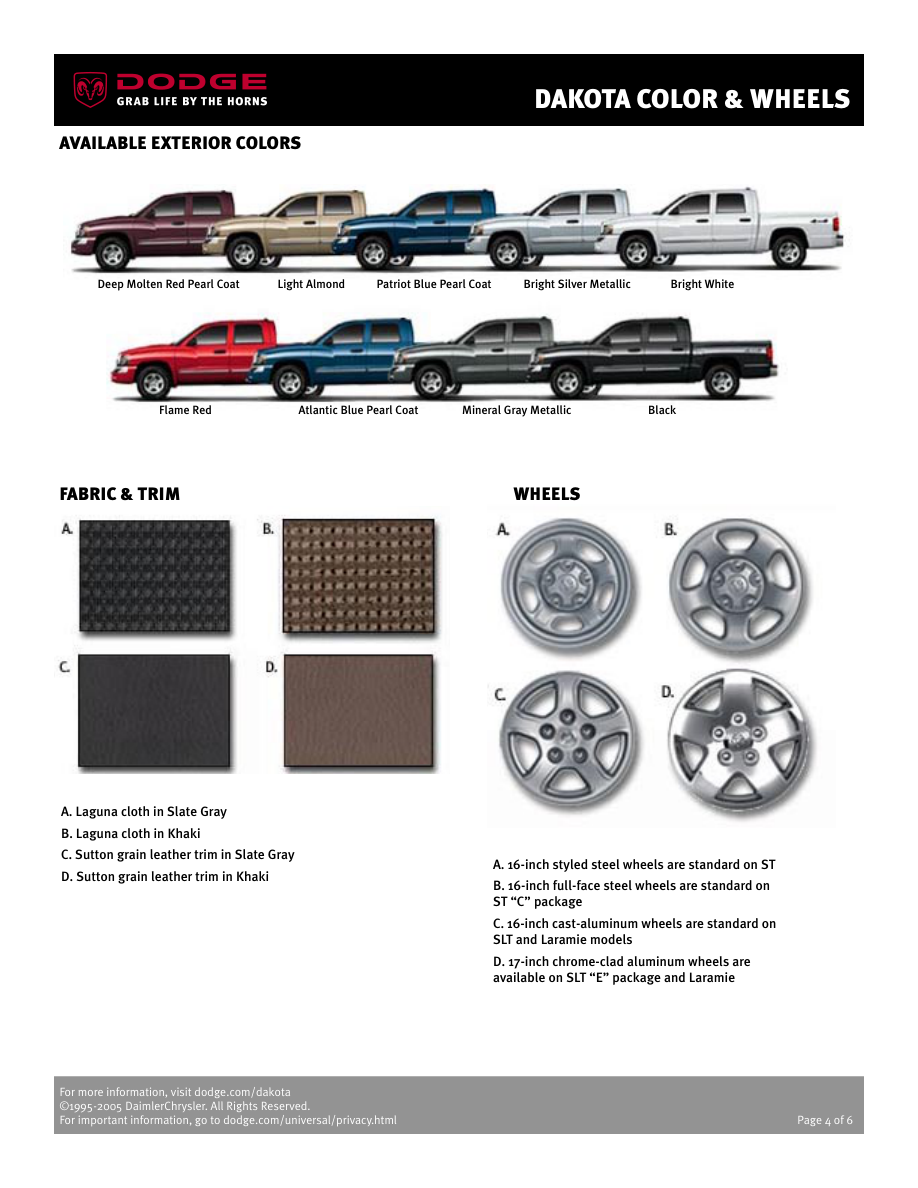 DODGE
GRAB LIFE BY THE HORNS
DAKOTA COLOR & WHEELS
AVAILABLE EXTERIOR COLORS
Deep Molten Red Pearl Coat
Light Almond
Patriot Blue Pearl Coat
Bright Silver Metallic
Bright White
Flame Red
Atlantic Blue Pearl Coat
Mineral Gray Metallic
Black
FABRIC & TRIM
A.
B.
C.
D.
A. Laguna cloth in Slate Gray
B. Laguna cloth in Khaki
C. Sutton grain leather trim in Slate Gray
D. Sutton grain leather trim in Khaki
WHEELS
A.
B.
C.
D.
A. 16-inch styled steel wheels are standard on ST
B. 16-inch full-face steel wheels are standard on
ST “C” package
C. 16-inch cast-aluminum wheels are standard on
SLT and Laramie models
D. 17-inch chrome-clad aluminum wheels are
available on SLT “E” package and Laramie
For more information, visit dodge.com/dakota
©1995-2005 DaimlerChrysler. All Rights Reserved.
For important information, go to dodge.com/universal/privacy.html
Page 4 of 6